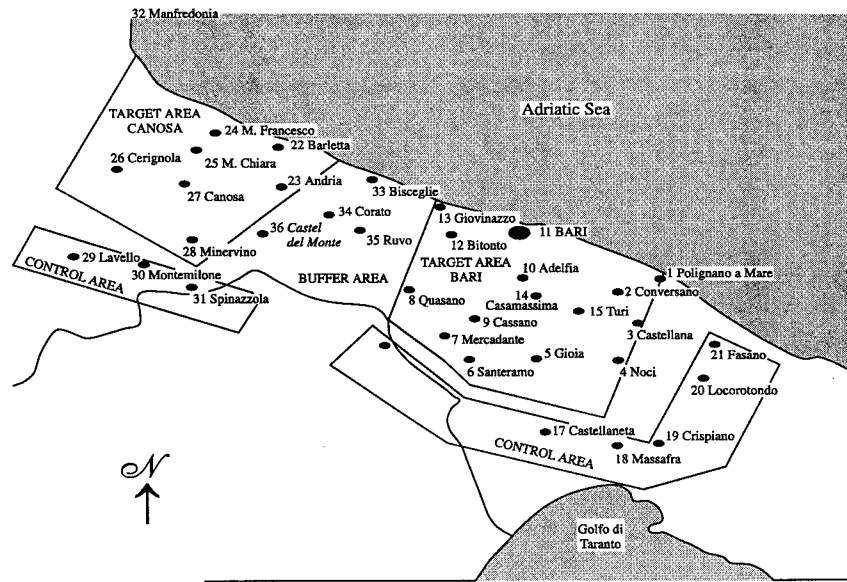 32 Manfredonia
Adriatic Sea
TARGET AREA
CANOSA
24 M. Francesco
22 Barletta
25 M. Chiara
26 Cerignola
27 Canosa
23 Andria
33 Bisceglie
34 Corato
36 Castel
del Monte
35 Ruvo
28 Minervino
29 Lavello
CONTROL AREA
30 Montemilone
31 Spinazzola
BUFFER AREA
13 Giovinazzo
11 BARI
12 Bitonto
TARGET AREA
BARI
10 Adelfia
1 Polignano a Mare
8 Quasano
14
Casamassima
2 Conversano
15 Turi
9 Cassano
3 Castellana
7 Mercadante
6 Santeramo
5 Gioia
4 Noci
21 Fasano
20 Locorotondo
17 Castellaneta
19 Crispiano
CONTROL AREA
18 Massafra
N
Golfo di
Taranto